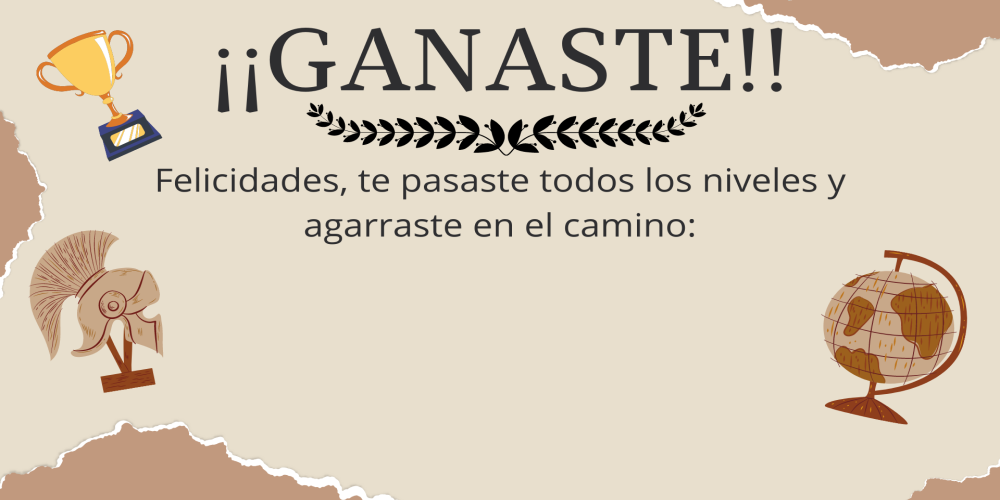 ¡¡GANASTE!!
Felicidades, te pasaste todos los niveles y
agarraste en el camino: